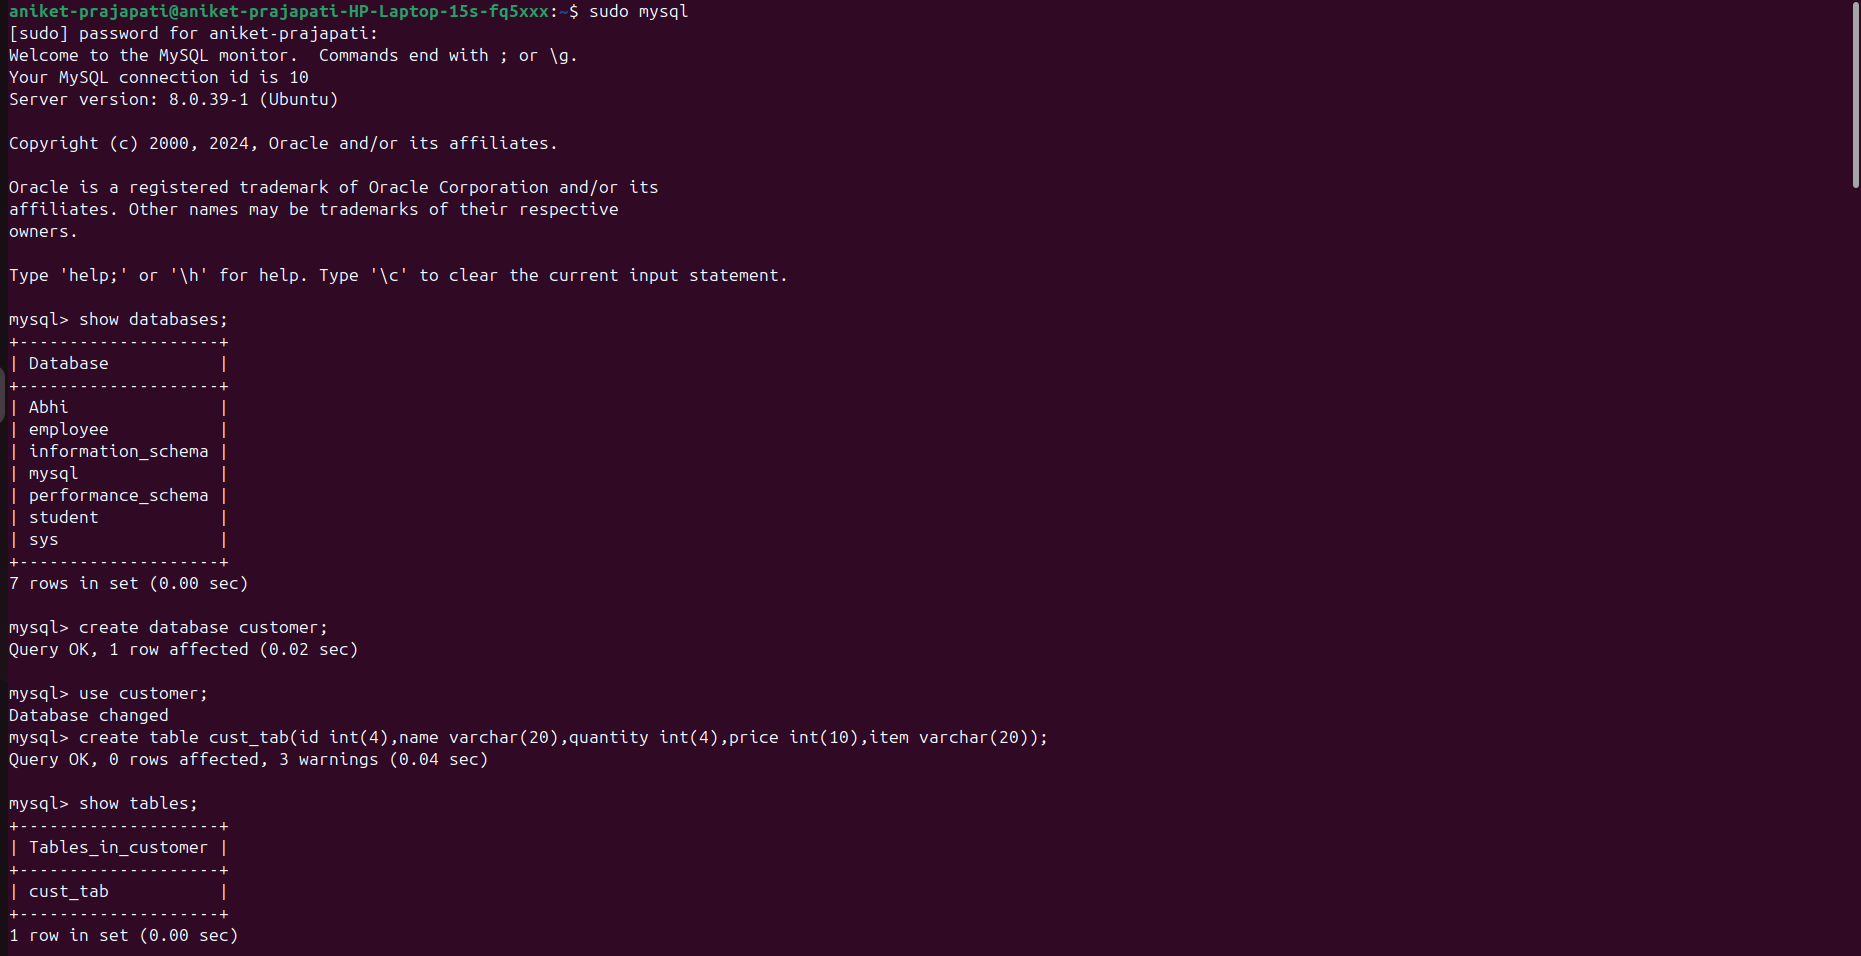 aniket-prajapati@aniket-prajapati-HP-Laptop-15s-fq5xxx:~$ sudo mysql
[sudo] password for aniket-prajapati:
Welcome to the MySQL monitor.  Commands end with ; or \g.
Your MySQL connection id is 10
Server version: 8.0.39-1 (Ubuntu)

Copyright (c) 2000, 2024, Oracle and/or its affiliates.

Oracle is a registered trademark of Oracle Corporation and/or its
affiliates. Other names may be trademarks of their respective
owners.

Type 'help;' or '\h' for help. Type '\c' to clear the current input statement.

mysql> show databases;
+--------------------+
| Database           |
+--------------------+
| Abhi               |
| employee           |
| information_schema |
| mysql              |
| performance_schema |
| student            |
| sys                |
+--------------------+
7 rows in set (0.00 sec)

mysql> create database customer;
Query OK, 1 row affected (0.02 sec)

mysql> use customer;
Database changed
mysql> create table cust_tab(id int(4),name varchar(20),quantity int(4),price int(10),item varchar(20));
Query OK, 0 rows affected, 3 warnings (0.04 sec)

mysql> show tables;
+--------------------+
| Tables_in_customer |
+--------------------+
| cust_tab           |
+--------------------+
1 row in set (0.00 sec)